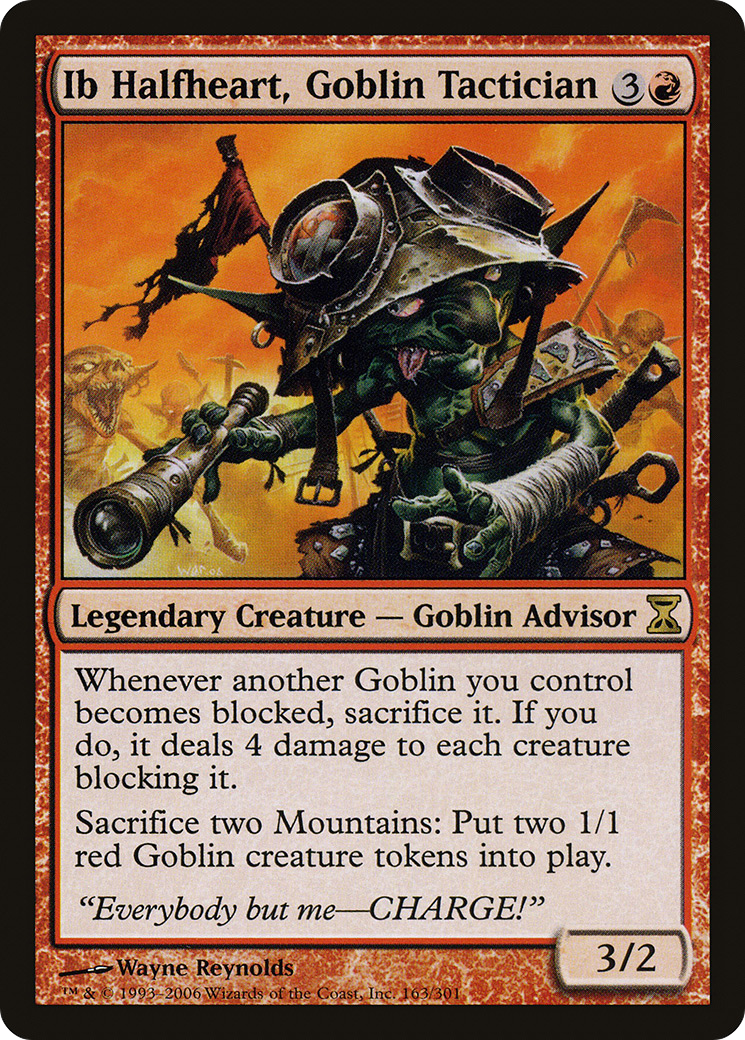 Ib Halfheart, Goblin Tactician 3
WAR.06
Legendary Creature — Goblin Advisor
Whenever another Goblin you control
becomes blocked, sacrifice it. If you
do, it deals 4 damage to each creature
blocking it.
Sacrifice two Mountains: Put two 1/1
red Goblin creature tokens into play.
“Everybody but me—CHARGE!”
3/2
Wayne Reynolds
™ & © 1993–2006 Wizards of the Coast, Inc. 163/301